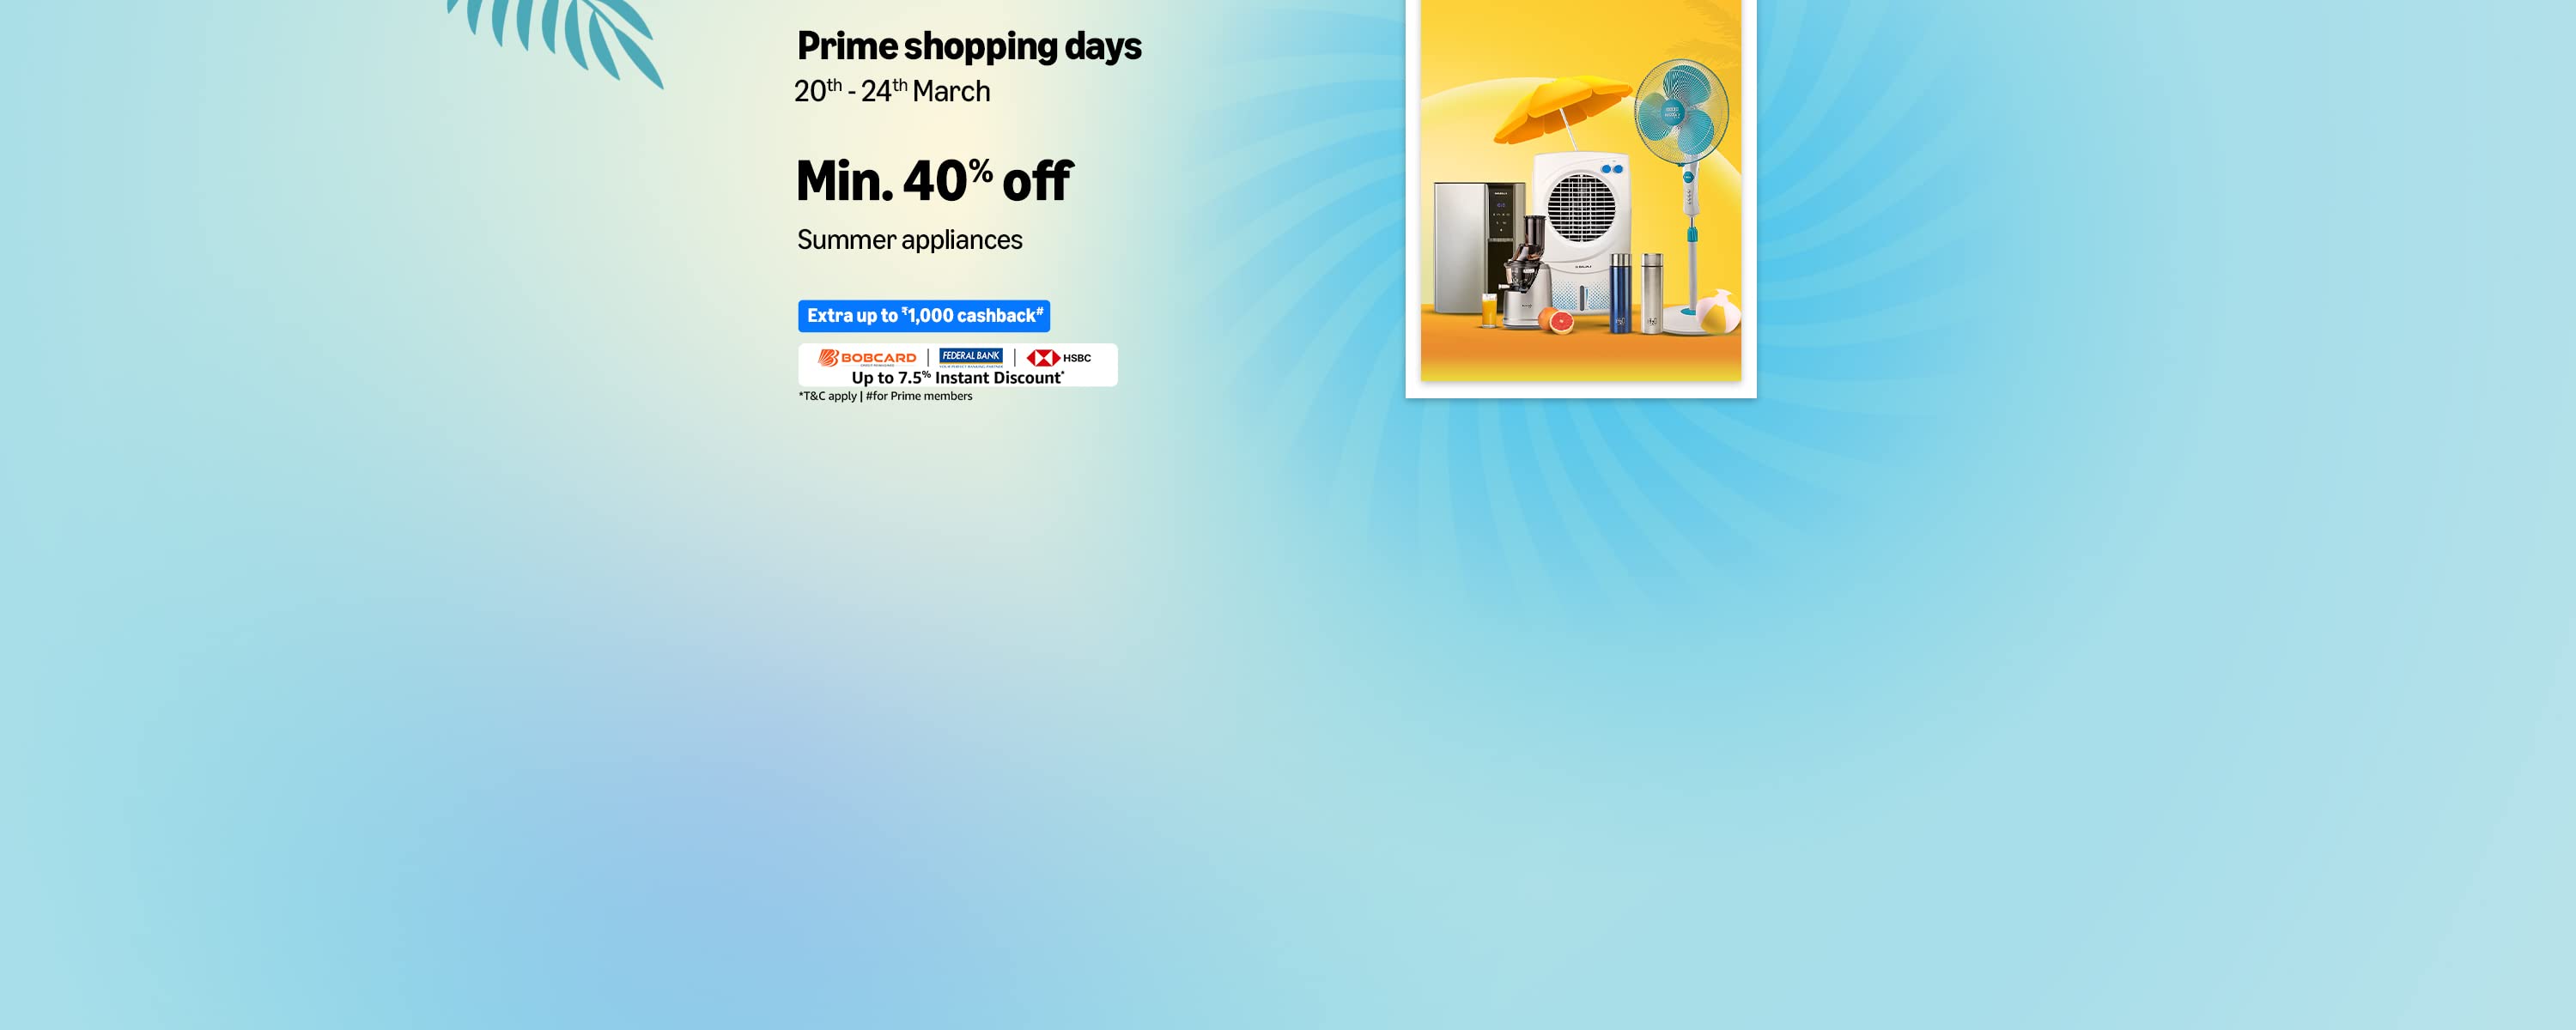 Prime shopping days
20th - 24th March
Min. 40% off
Summer appliances
Extra up to ₹1,000 cashback#
BOBCARD | FEDERAL BANK | HSBC
Up to 7.5% Instant Discount*
*T&C apply | #for Prime members
BAJAJ